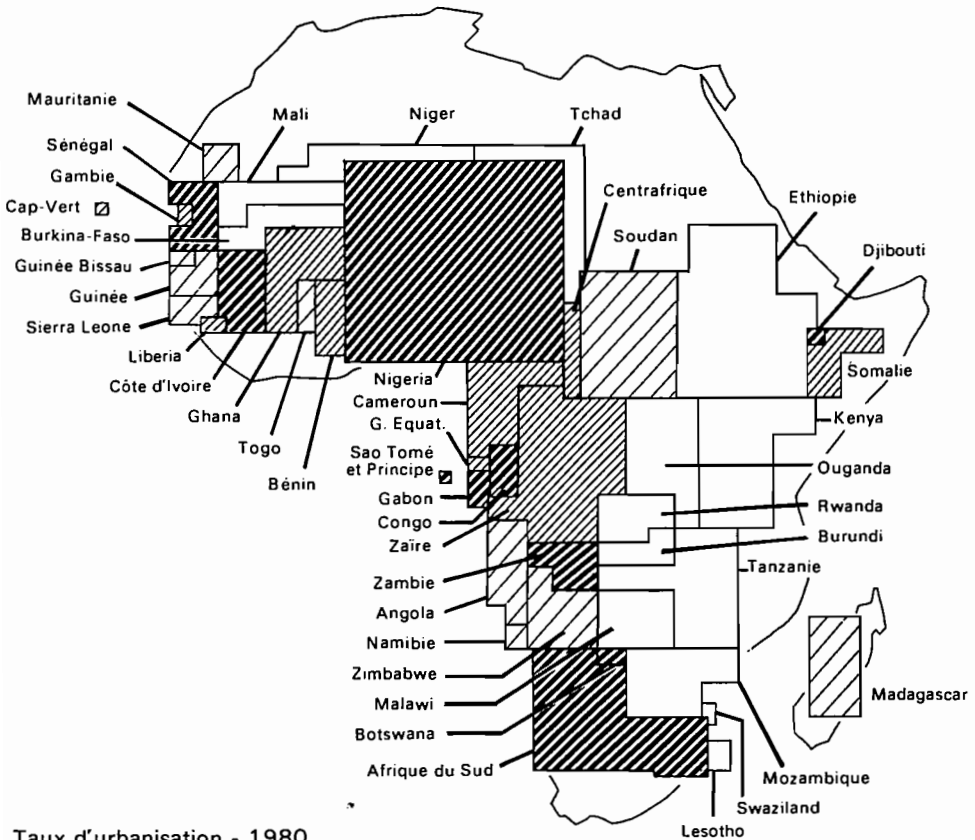 Mauritanie
Mali
Niger
Tchad
Sénégal
Gambie
Cap-Vert
Burkina-Faso
Guinée Bissau
Guinée
Sierra Leone
Liberia
Côte d'Ivoire
Ghana
Togo
Bénin
Centrafrique
Soudan
Ethiopie
Djibouti
Somalie
Nigeria
Cameroun
G. Equat.
Sao Tomé
et Principe
Gabon
Congo
Zaïre
Kenya
Ouganda
Rwanda
Burundi
Tanzanie
Zambie
Angola
Namibie
Zimbabwe
Malawi
Botswana
Afrique du Sud
Madagascar
Mozambique
Swaziland
Lesotho
Taux d'urbanisation - 1980